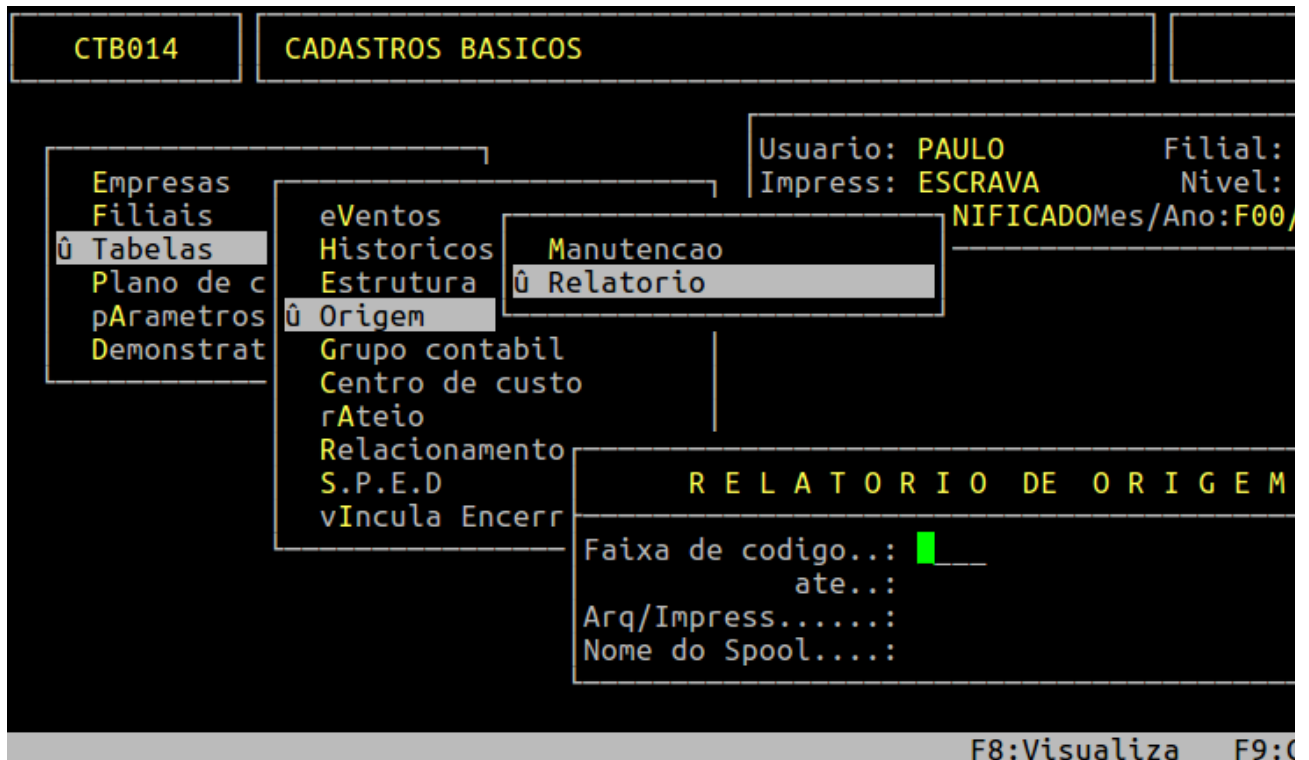 CTB014 CADASTROS BASICOS
Usuario: PAULO Filial:
Impress: ESCRAVA Nivel:
NIFICADOMes/Ano:F00/
Empresas
Filiais
û Tabelas
Plano de c
pArametros
Demonstrat
eVentos
Historicos
Estrutura
û Origem
Grupo contabil
Centro de custo
rAteio
Relacionamento
S.P.E.D
vIncula Encerr
Manutencao
û Relatorio
R E L A T O R I O DE O R I G E M
Faixa de codigo..: ___
ate..:
Arq/Impress......:
Nome do Spool....:
F8:Visualiza F9:C